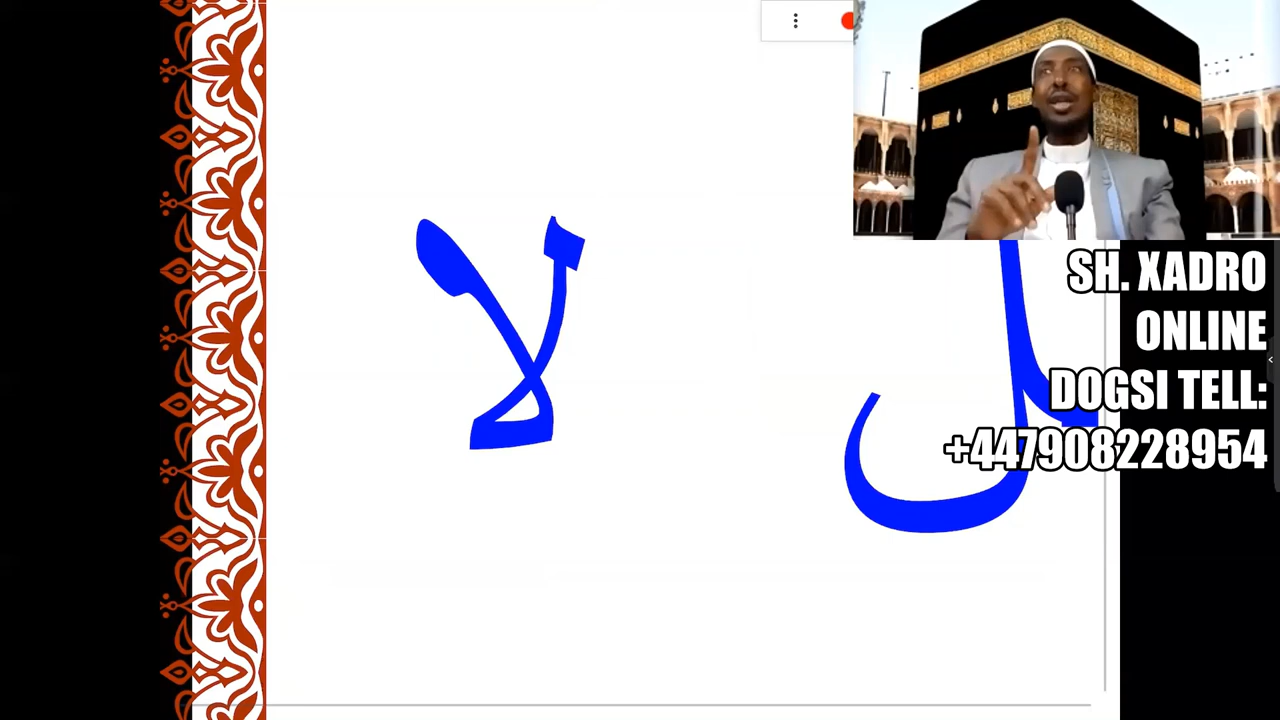 ل لا
SH. XADRO
ONLINE
DOGSI TELL:
+447908228954